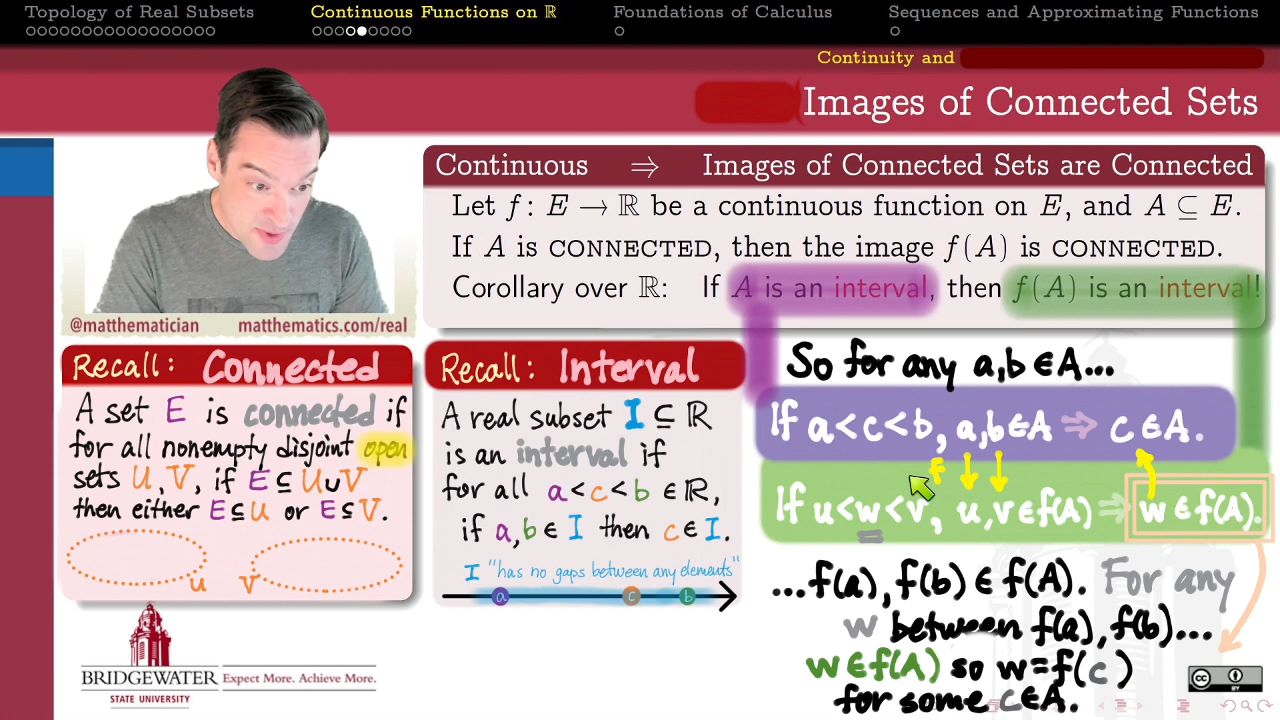 Topology of Real Subsets
Continuous Functions on ℝ
Foundations of Calculus
Sequences and Approximating Functions
Continuity and
Images of Connected Sets
Continuous ⇒ Images of Connected Sets are Connected
Let f: E → ℝ be a continuous function on E, and A ⊆ E.
If A is CONNECTED, then the image f(A) is CONNECTED.
Corollary over ℝ: If A is an interval, then f(A) is an interval!
@matthematician matthematics.com/real
Recall: Connected
A set E is connected if
for all nonempty disjoint open
sets U, V, if E ⊆ U∪V
then either E⊆U or E⊆V.
U V
Recall: Interval
A real subset I ⊆ ℝ
is an interval if
for all a<c<b ∈ ℝ,
if a,b ∈ I then c ∈ I.
I "has no gaps between any elements"
a c b
So for any a,b ∈ A...
If a<c<b, a,b∈A ⇒ c∈A.
F
If u<w<v, u,v∈f(A) ⇒ w∈f(A).
...f(a), f(b) ∈ f(A). For any
w between f(a), f(b)...
w∈f(A) so w=f(c)
for some c∈A.
BRIDGEWATER
STATE UNIVERSITY
Expect More. Achieve More.
cc BY